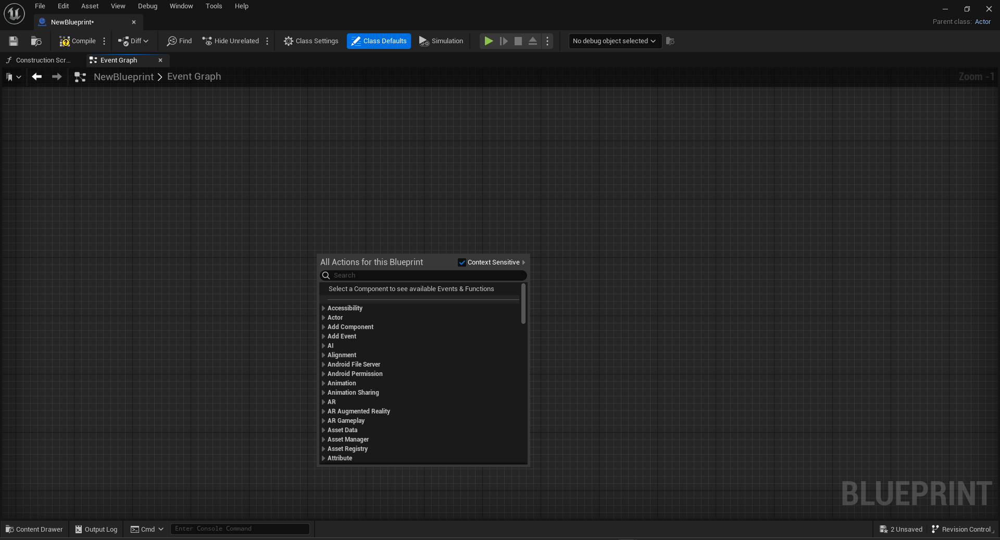 File Edit Asset View Debug Window Tools Help
NewBlueprint*
Parent class: Actor
Compile Diff Find Hide Unrelated Class Settings Class Defaults Simulation No debug object selected
Construction Scr... Event Graph
NewBlueprint > Event Graph Zoom -1
All Actions for this Blueprint Context Sensitive
Search
Select a Component to see available Events & Functions
Accessibility
Actor
Add Component
Add Event
AI
Alignment
Android File Server
Android Permission
Animation
Animation Sharing
AR
AR Augmented Reality
AR Gameplay
Asset Data
Asset Manager
Asset Registry
Attribute
BLUEPRINT
Content Drawer Output Log Cmd Enter Console Command 2 Unsaved Revision Control